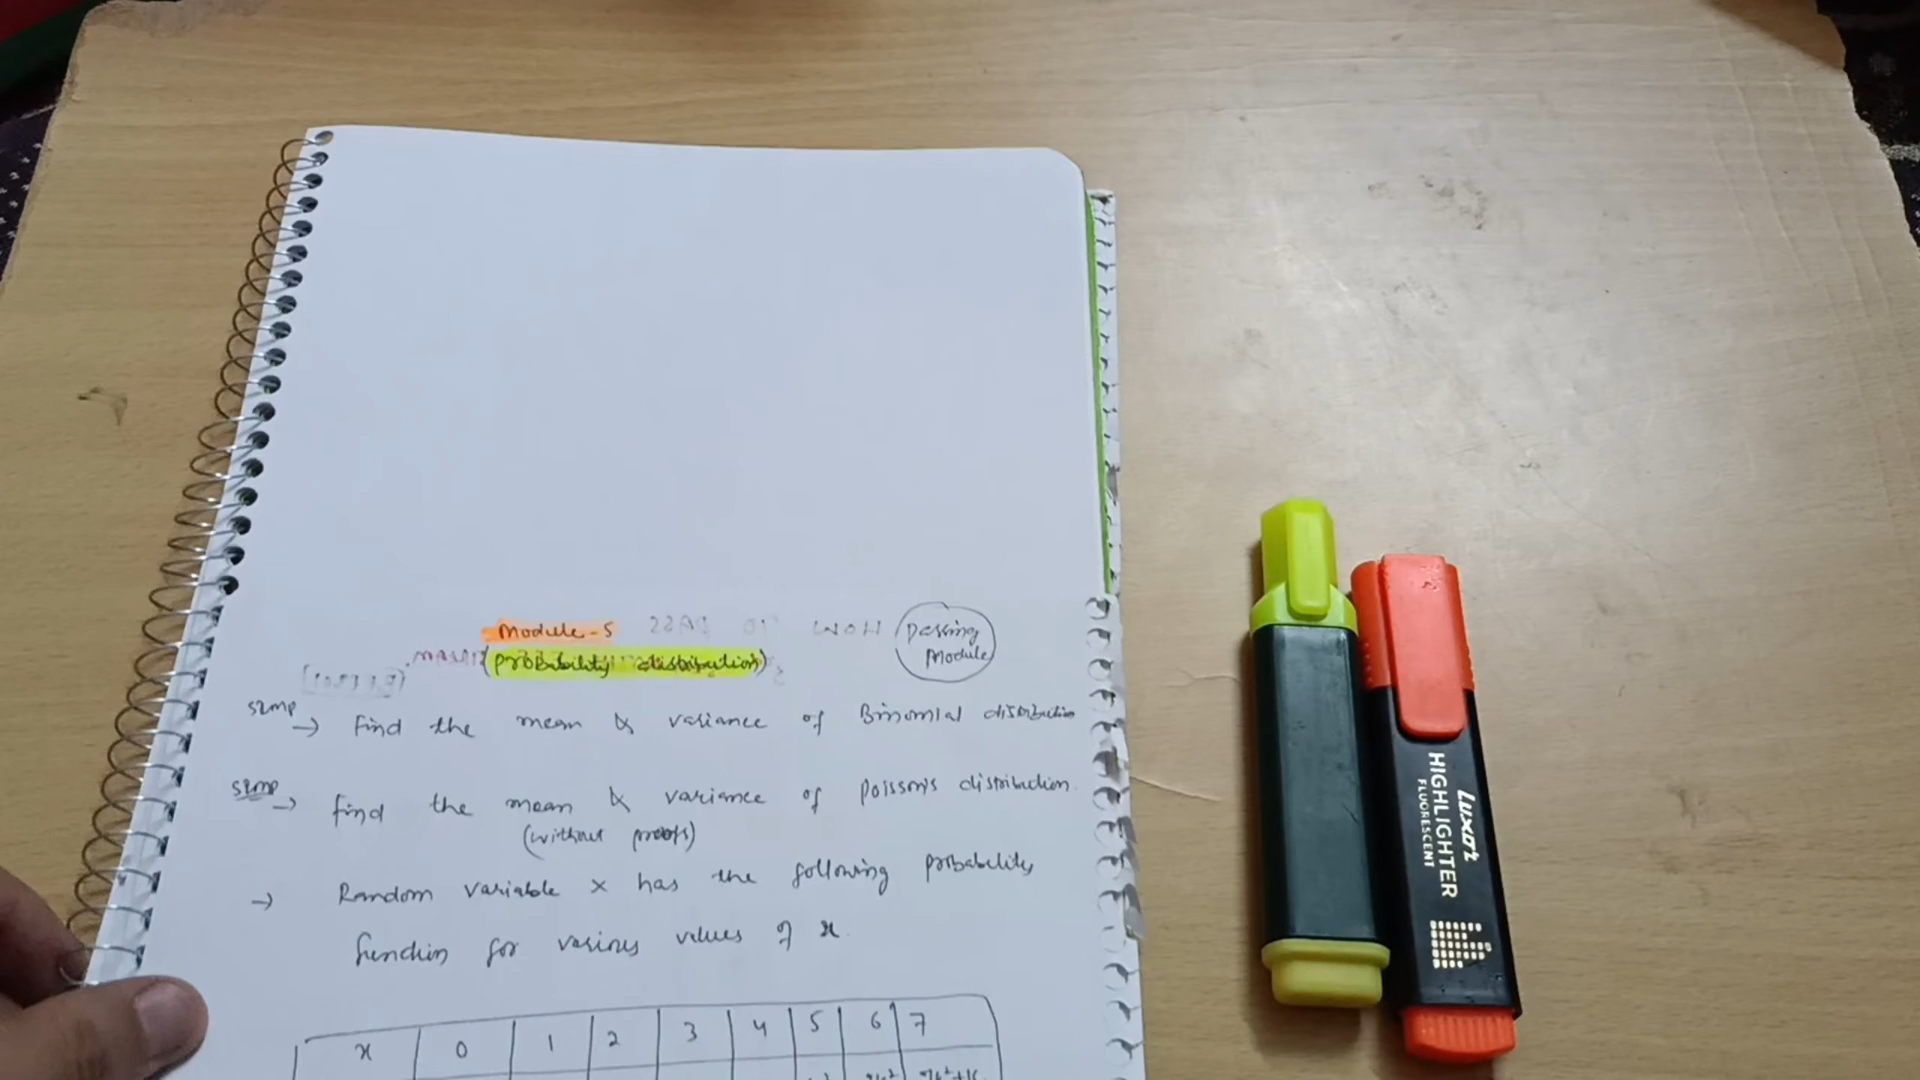 Module-5
Passing Module
(probability distribution)
simp → Find the mean & variance of Binomial distribution
simp → find the mean & variance of poisson's distribution
(without proofs)
→ Random variable x has the following probability
function for various values of x.
x 0 1 2 3 4 5 6 7
Luxor
HIGHLIGHTER
FLUORESCENT